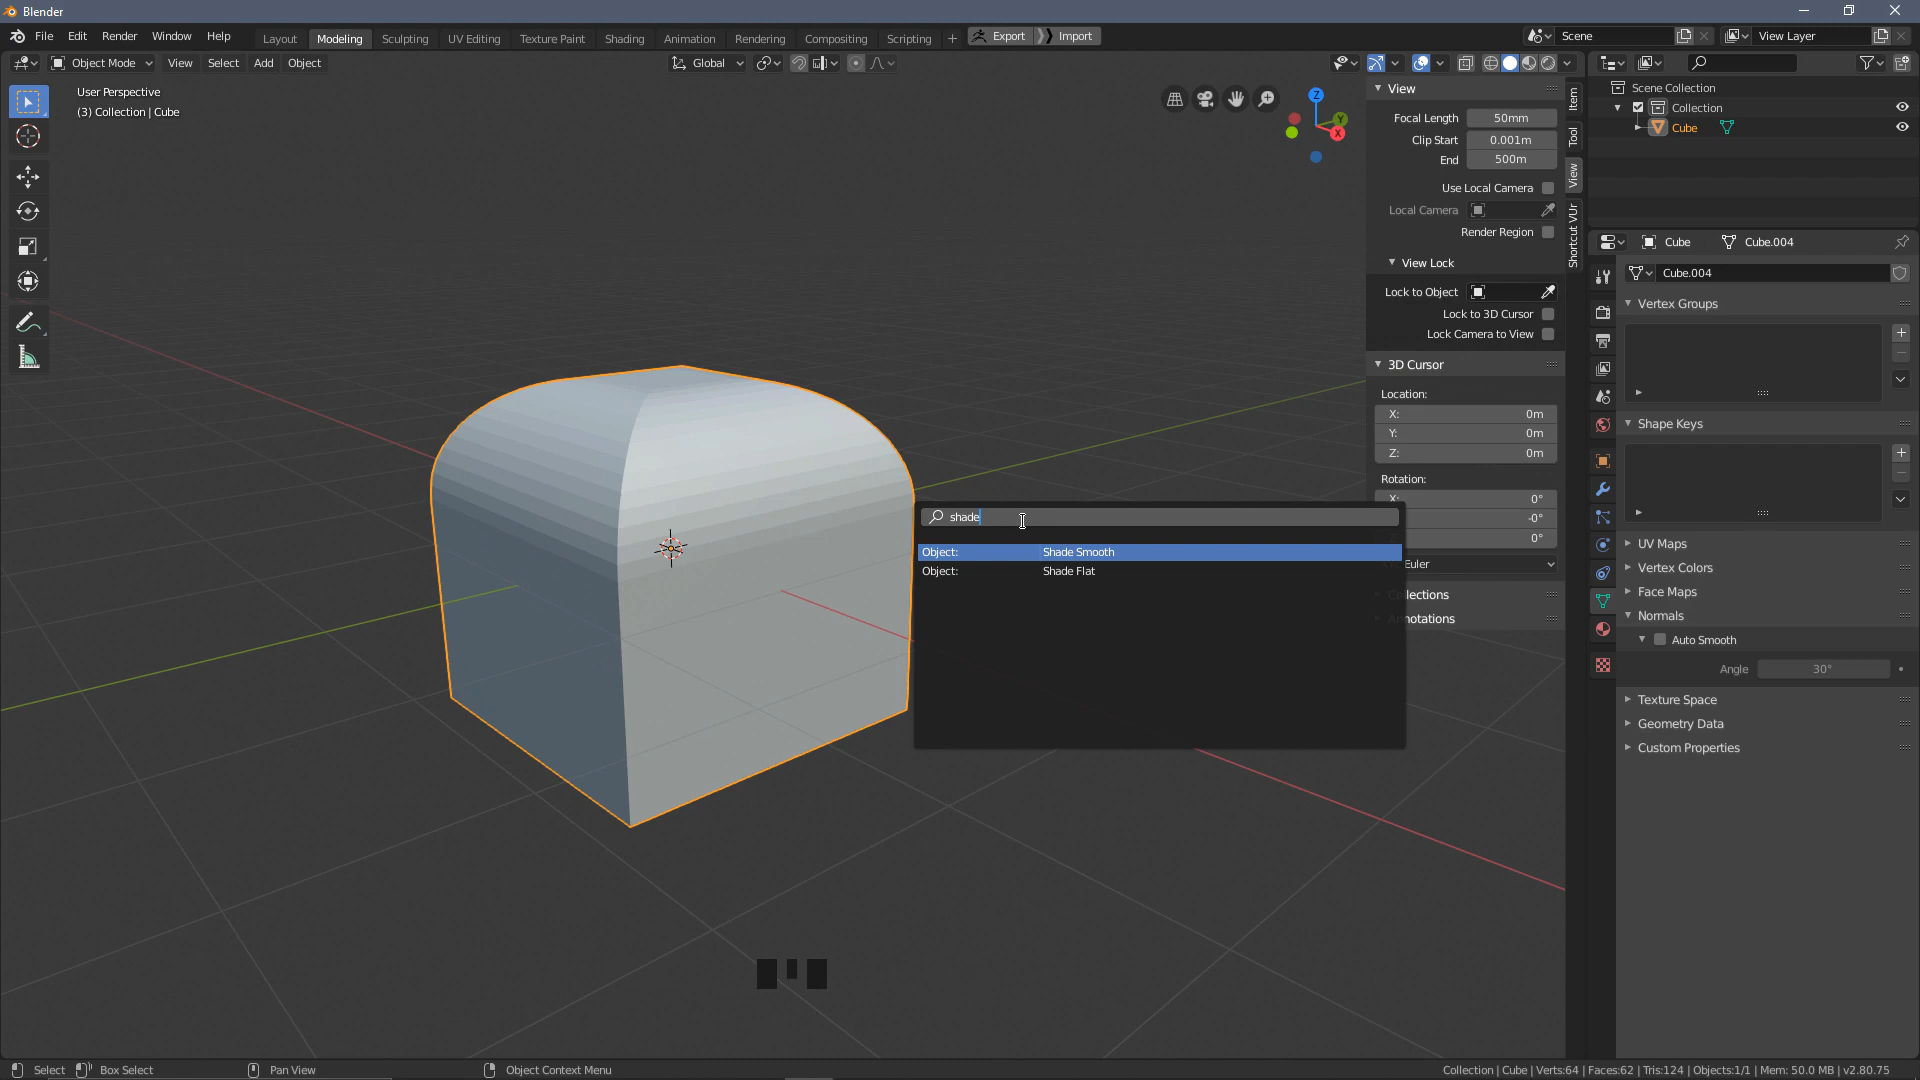 Blender
File Edit Render Window Help Layout Modeling Sculpting UV Editing Texture Paint Shading Animation Rendering Compositing Scripting + Export Import Scene View Layer
Object Mode View Select Add Object Global
User Perspective
(3) Collection | Cube
Z
Y
X
View
Focal Length 50mm
Clip Start 0.001m
End 500m
Use Local Camera
Local Camera
Render Region
View Lock
Lock to Object
Lock to 3D Cursor
Lock Camera to View
3D Cursor
Location:
X: 0m
Y: 0m
Z: 0m
Rotation:
X: 0°
-0°
0°
Euler
Collections
Annotations
Item
Tool
View
Shortcut VUr
shade
Object: Shade Smooth
Object: Shade Flat
Scene Collection
Collection
Cube
Cube Cube.004
Cube.004
Vertex Groups
Shape Keys
UV Maps
Vertex Colors
Face Maps
Normals
Auto Smooth
Angle 30°
Texture Space
Geometry Data
Custom Properties
Select Box Select Pan View Object Context Menu Collection | Cube | Verts:64 | Faces:62 | Tris:124 | Objects:1/1 | Mem: 50.0 MB | v2.80.75